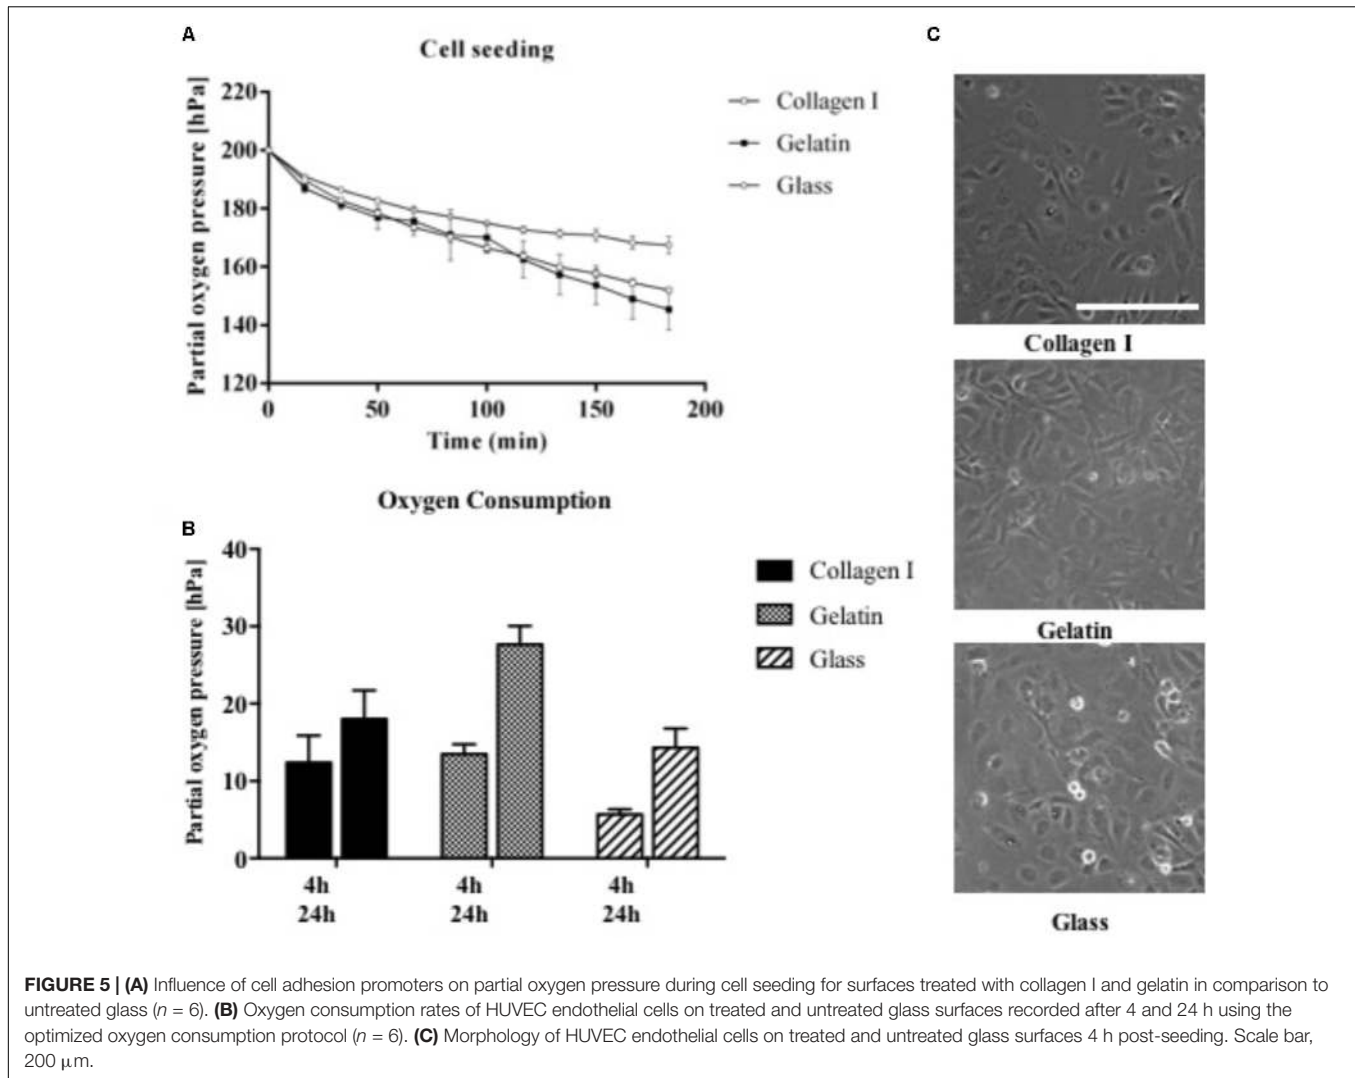 A
Cell seeding
Partial oxygen pressure [hPa]
220
200
180
160
140
120
0 50 100 150 200
Time (min)
Collagen I
Gelatin
Glass
Oxygen Consumption
B
Partial oxygen pressure [hPa]
40
30
20
10
0
4h 4h 4h
24h 24h 24h
Collagen I
Gelatin
Glass
C
Collagen I
Gelatin
Glass
FIGURE 5 | (A) Influence of cell adhesion promoters on partial oxygen pressure during cell seeding for surfaces treated with collagen I and gelatin in comparison to
untreated glass (n = 6). (B) Oxygen consumption rates of HUVEC endothelial cells on treated and untreated glass surfaces recorded after 4 and 24 h using the
optimized oxygen consumption protocol (n = 6). (C) Morphology of HUVEC endothelial cells on treated and untreated glass surfaces 4 h post-seeding. Scale bar,
200 μm.